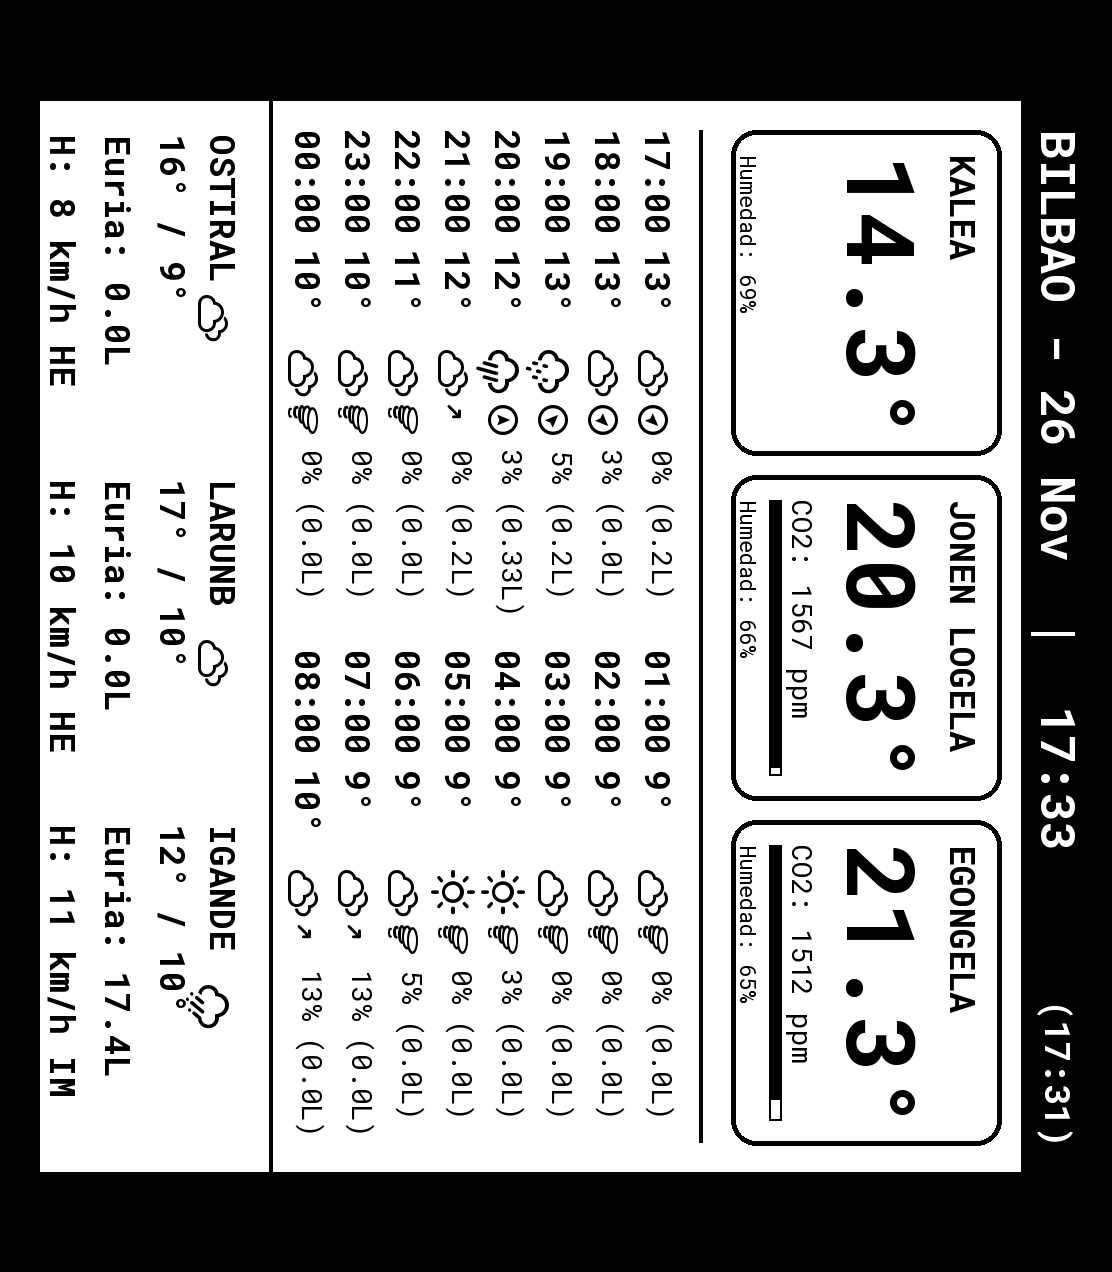 BILBAO - 26 Nov | 17:33 (17:31)
KALEA
14.3°
Humedad: 69%
JONEN LOGELA
20.3°
CO2: 1567 ppm
Humedad: 66%
EGONGELA
21.3°
CO2: 1512 ppm
Humedad: 65%
17:00 13° 0% (0.2L)
18:00 13° 3% (0.0L)
19:00 13° 5% (0.2L)
20:00 12° 3% (0.33L)
21:00 12° 0% (0.2L)
22:00 11° 0% (0.0L)
23:00 10° 0% (0.0L)
00:00 10° 0% (0.0L)
01:00 9° 0% (0.0L)
02:00 9° 0% (0.0L)
03:00 9° 0% (0.0L)
04:00 9° 3% (0.0L)
05:00 9° 0% (0.0L)
06:00 9° 5% (0.0L)
07:00 9° 13% (0.0L)
08:00 10° 13% (0.0L)
OSTIRAL
16° / 9°
Euria: 0.0L
H: 8 km/h HE
LARUNB
17° / 10°
Euria: 0.0L
H: 10 km/h HE
IGANDE
12° / 10°
Euria: 17.4L
H: 11 km/h IM